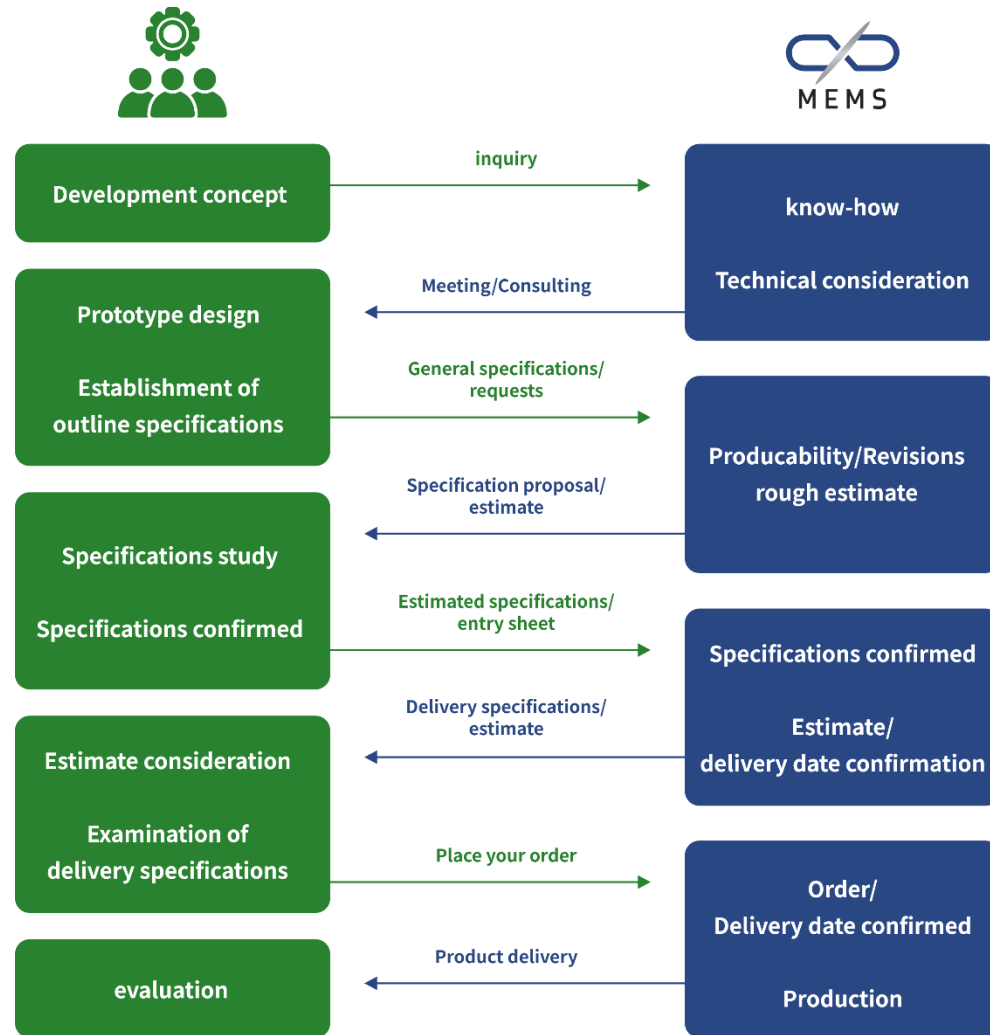 MEMS
Development concept
inquiry
know-how
Technical consideration
Meeting/Consulting
Prototype design
Establishment of
outline specifications
General specifications/
requests
Producability/Revisions
rough estimate
Specification proposal/
estimate
Specifications study
Specifications confirmed
Estimated specifications/
entry sheet
Specifications confirmed
Estimate/
delivery date confirmation
Delivery specifications/
estimate
Estimate consideration
Examination of
delivery specifications
Place your order
Order/
Delivery date confirmed
Production
Product delivery
evaluation